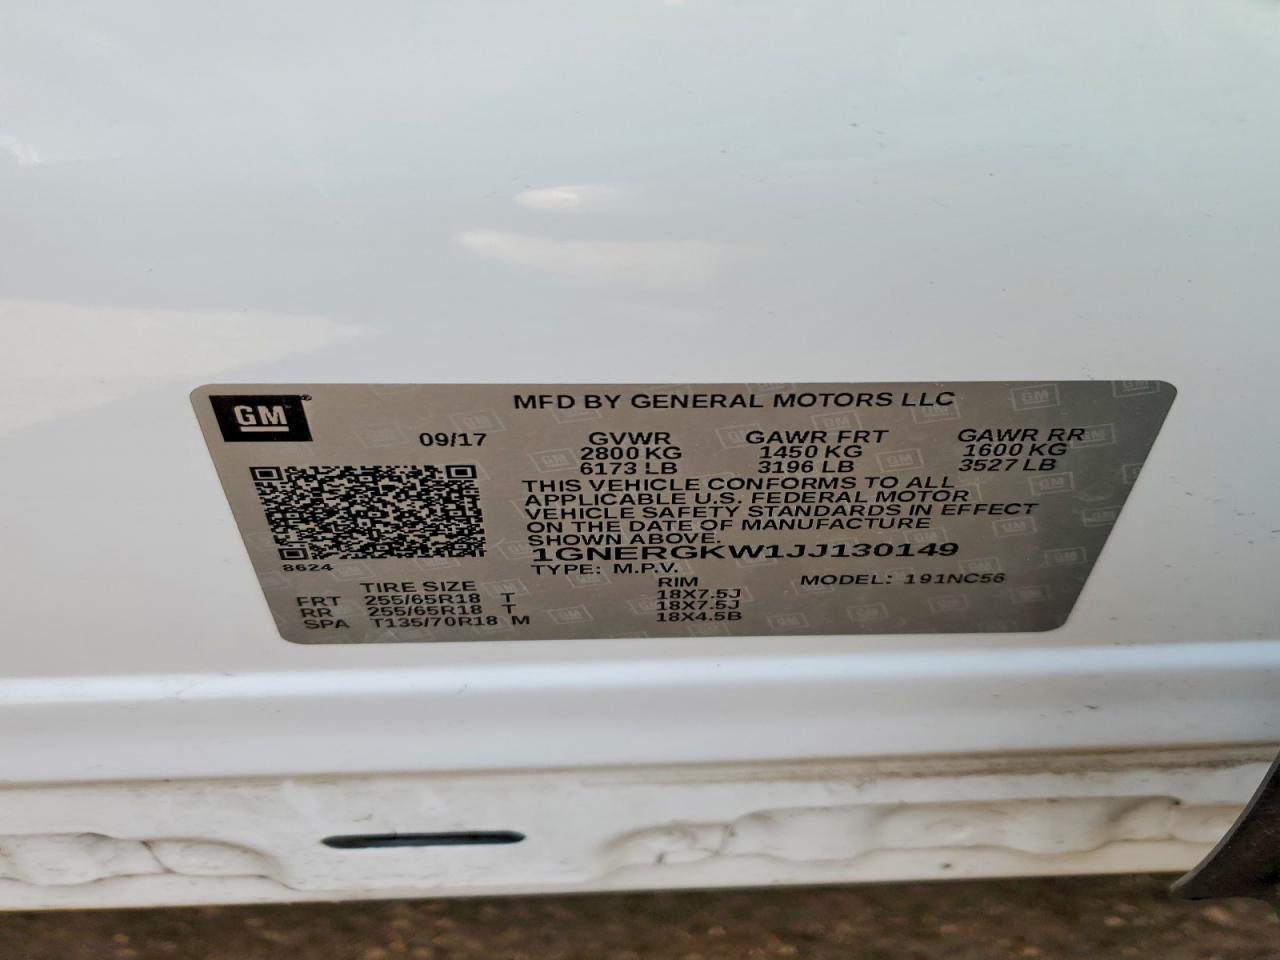 GM
MFD BY GENERAL MOTORS LLC
09/17 GVWR GAWR FRT GAWR RR
2800 KG 1450 KG 1600 KG
6173 LB 3196 LB 3527 LB
THIS VEHICLE CONFORMS TO ALL
APPLICABLE U.S. FEDERAL MOTOR
VEHICLE SAFETY STANDARDS IN EFFECT
ON THE DATE OF MANUFACTURE
SHOWN ABOVE.
1GNERGKW1JJ130149
8624
TYPE: M.P.V. MODEL: 191NC56
TIRE SIZE RIM
FRT 255/65R18 T 18X7.5J
RR 255/65R18 T 18X7.5J
SPA T135/70R18 M 18X4.5B